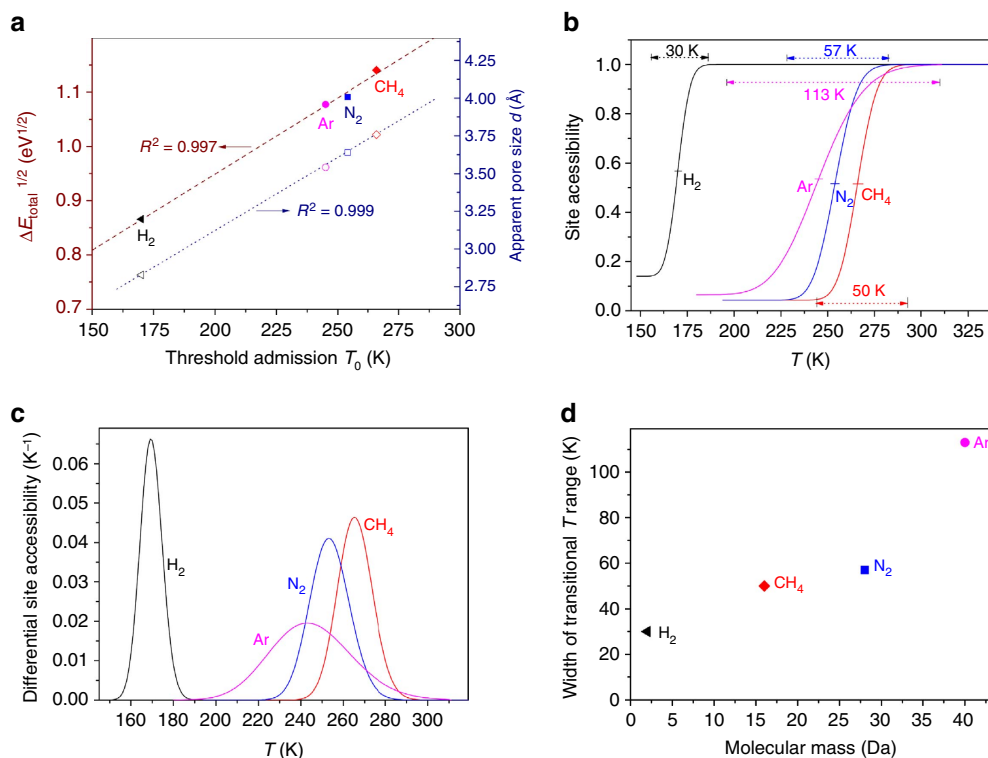 a
ΔE_total^1/2 (eV^1/2)
1.1
1.0
0.9
0.8
0.7
R² = 0.997
R² = 0.999
H₂
Ar
N₂
CH₄
4.25
4.00
3.75
3.50
3.25
3.00
2.75
Apparent pore size d (Å)
150 175 200 225 250 275 300
Threshold admission T₀ (K)
b
Site acessibility
1.0
0.8
0.6
0.4
0.2
0.0
30 K
57 K
113 K
50 K
H₂
Ar
N₂
CH₄
175 200 225 250 275 300 325
T (K)
c
Differential site accessibility (K⁻¹)
0.06
0.05
0.04
0.03
0.02
0.01
0.00
H₂
Ar
N₂
CH₄
160 180 200 220 240 260 280 300
T (K)
d
Width of transitional T range (K)
100
80
60
40
20
0
H₂
CH₄
N₂
Ar
0 5 10 15 20 25 30 35 40
Molecular mass (Da)